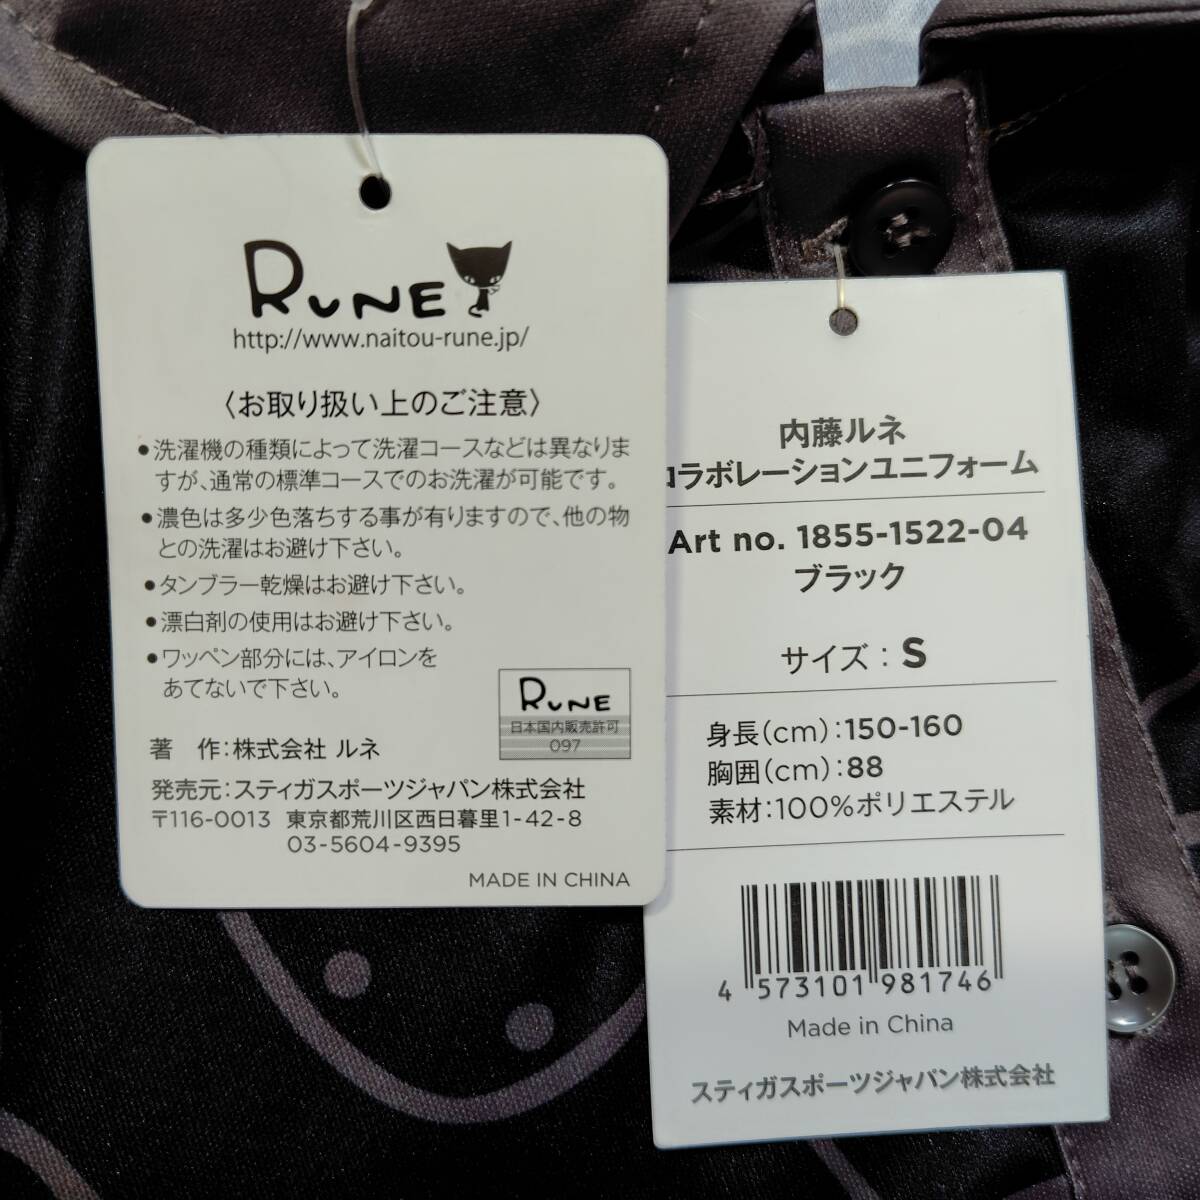 RUNE
http://www.naitou-rune.jp/
〈お取り扱い上のご注意〉
●洗濯機の種類によって洗濯コースなどは異なりま
すが、通常の標準コースでのお洗濯が可能です。
●濃色は多少色落ちする事が有りますので、他の物
との洗濯はお避け下さい。
●タンブラー乾燥はお避け下さい。
●漂白剤の使用はお避け下さい。
●ワッペン部分には、アイロンを
あてないで下さい。
RUNE
日本国内販売許可
097
著　作:株式会社 ルネ
発売元:スティガスポーツジャパン株式会社
〒116-0013 東京都荒川区西日暮里1-42-8
03-5604-9395
MADE IN CHINA
内藤ルネ
コラボレーションユニフォーム
Art no. 1855-1522-04
ブラック
サイズ : S
身長(cm):150-160
胸囲(cm):88
素材:100%ポリエステル
4 573101 981746
Made in China
スティガスポーツジャパン株式会社